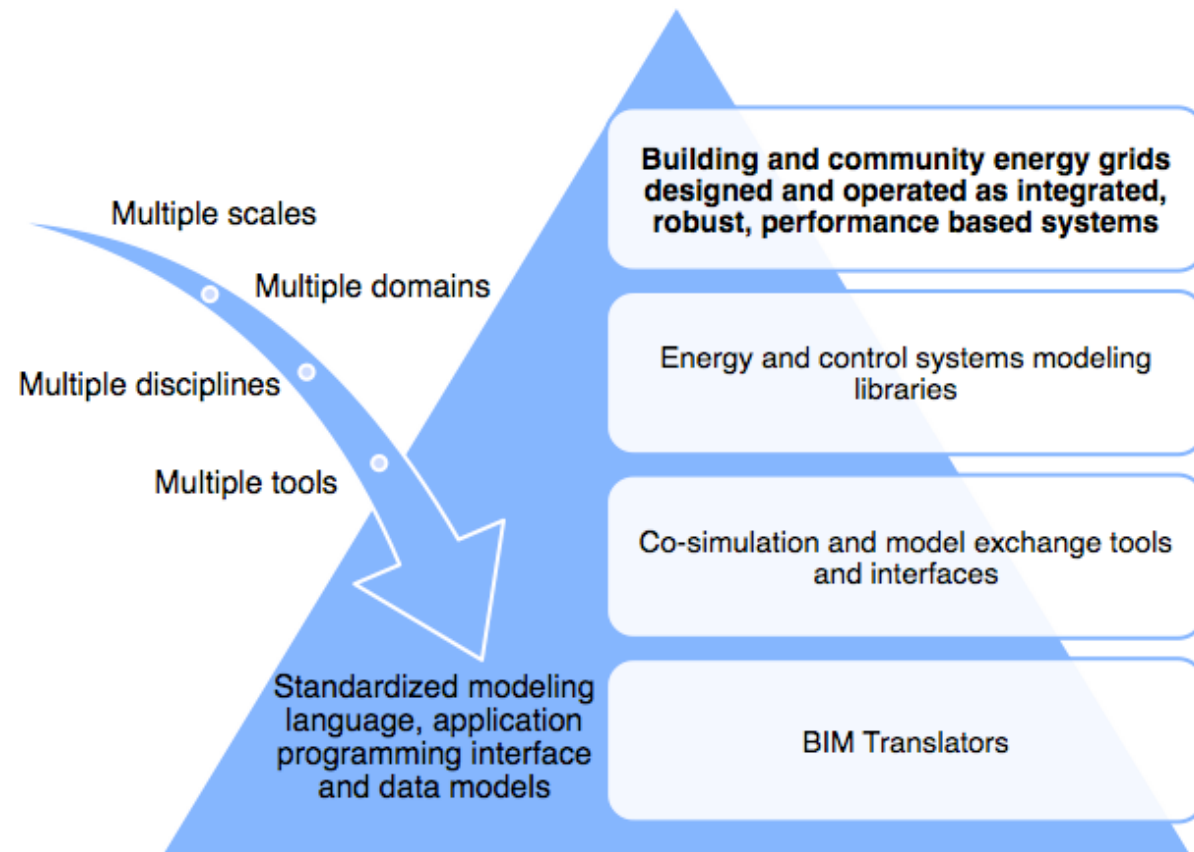 Multiple scales
Multiple domains
Multiple disciplines
Multiple tools
Standardized modeling
language, application
programming interface
and data models
Building and community energy grids
designed and operated as integrated,
robust, performance based systems
Energy and control systems modeling
libraries
Co-simulation and model exchange tools
and interfaces
BIM Translators